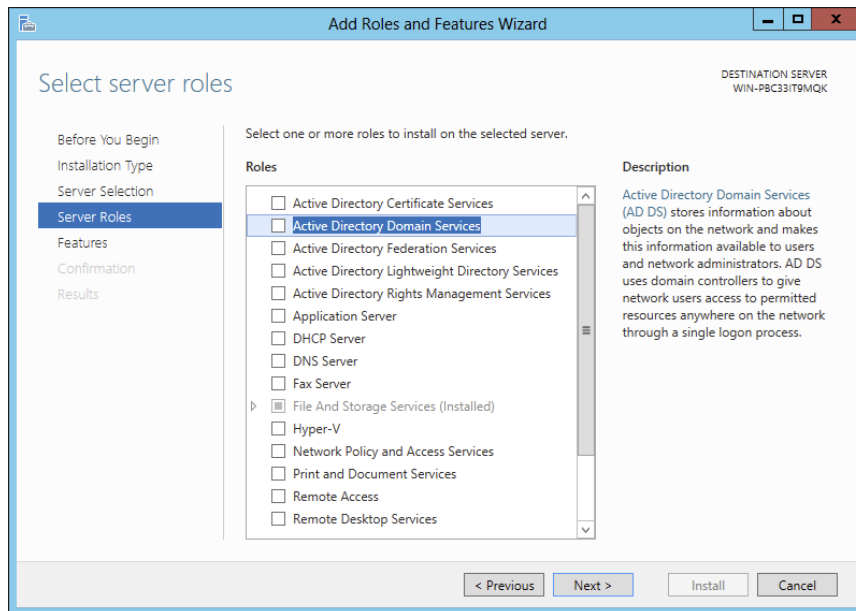 Add Roles and Features Wizard
Select server roles
DESTINATION SERVER
WIN-PBC33IT9MQK
Before You Begin
Installation Type
Server Selection
Server Roles
Features
Confirmation
Results
Select one or more roles to install on the selected server.
Roles
Active Directory Certificate Services
Active Directory Domain Services
Active Directory Federation Services
Active Directory Lightweight Directory Services
Active Directory Rights Management Services
Application Server
DHCP Server
DNS Server
Fax Server
File And Storage Services (Installed)
Hyper-V
Network Policy and Access Services
Print and Document Services
Remote Access
Remote Desktop Services
Description
Active Directory Domain Services
(AD DS) stores information about
objects on the network and makes
this information available to users
and network administrators. AD DS
uses domain controllers to give
network users access to permitted
resources anywhere on the network
through a single logon process.
< Previous
Next >
Install
Cancel